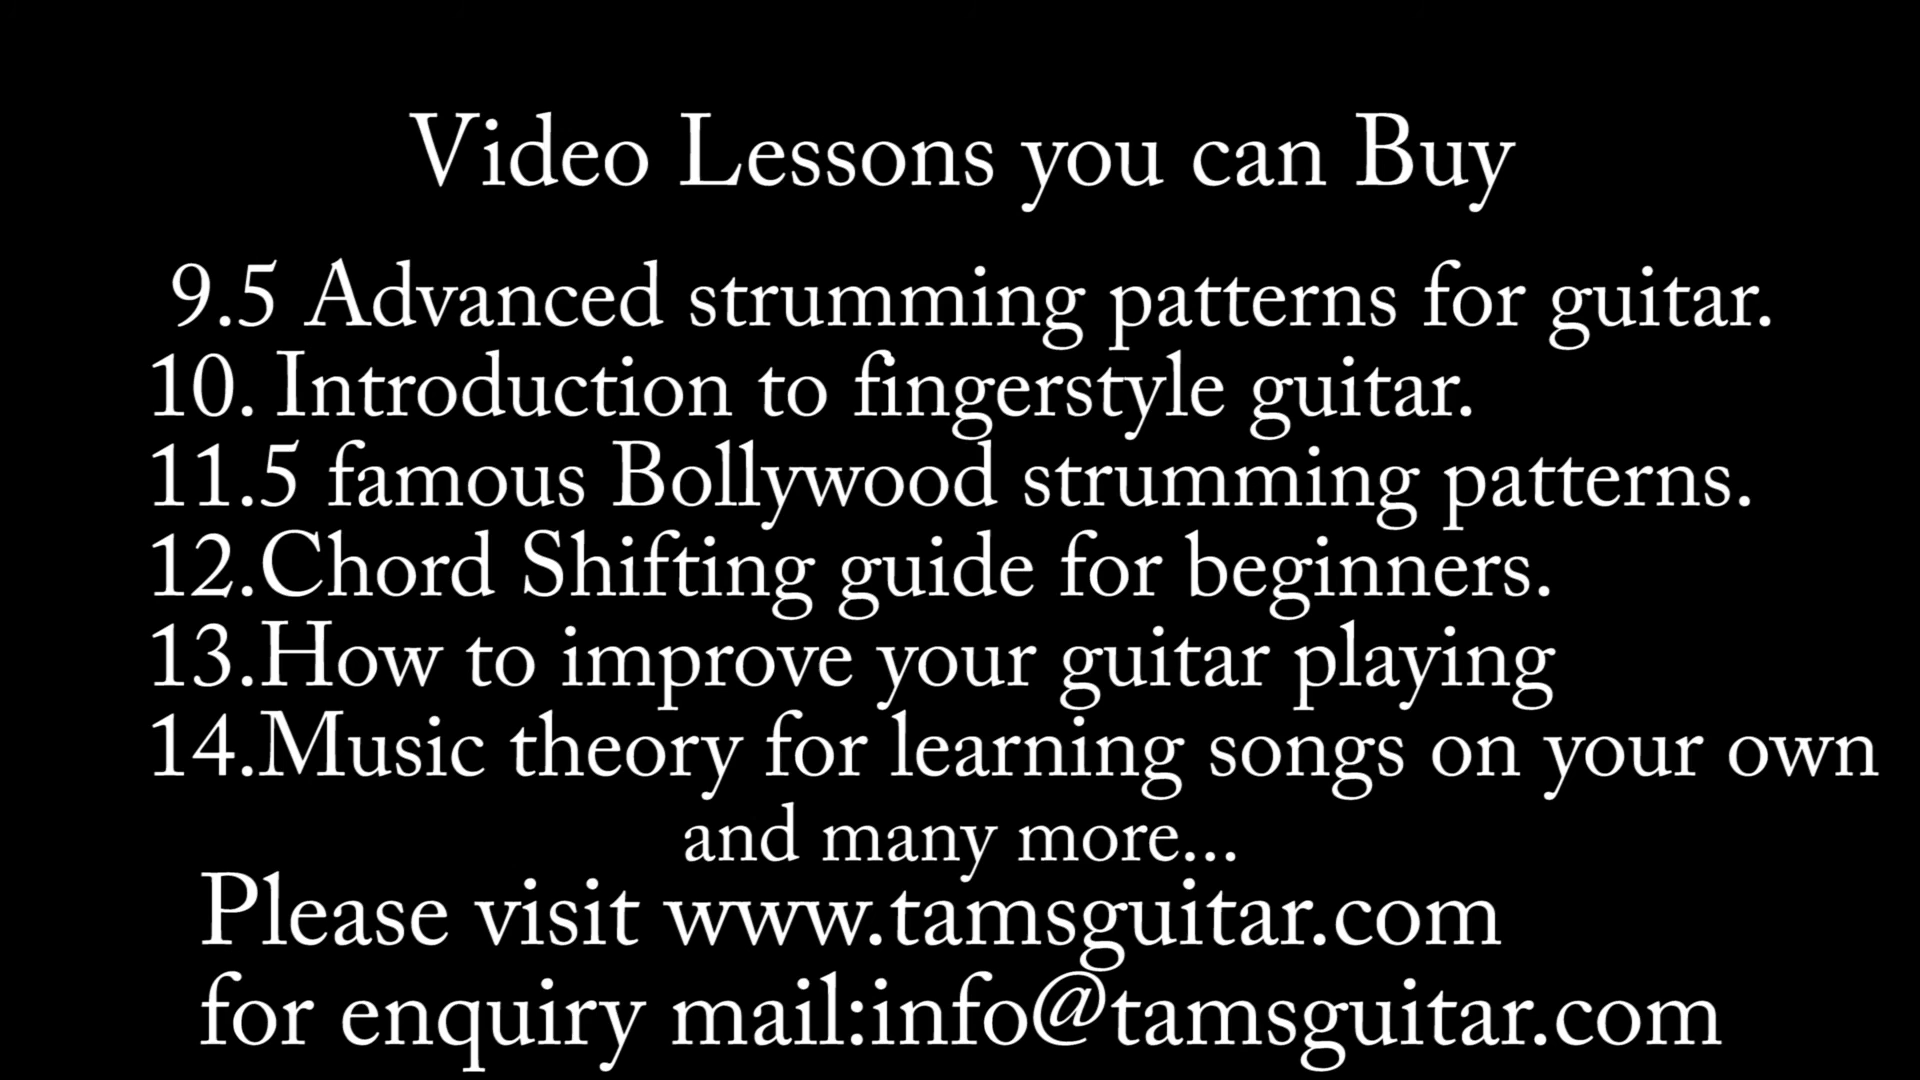 Video Lessons you can Buy
9.5 Advanced strumming patterns for guitar.
10. Introduction to fingerstyle guitar.
11.5 famous Bollywood strumming patterns.
12.Chord Shifting guide for beginners.
13.How to improve your guitar playing
14.Music theory for learning songs on your own
and many more...
Please visit www.tamsguitar.com
for enquiry mail:info@tamsguitar.com